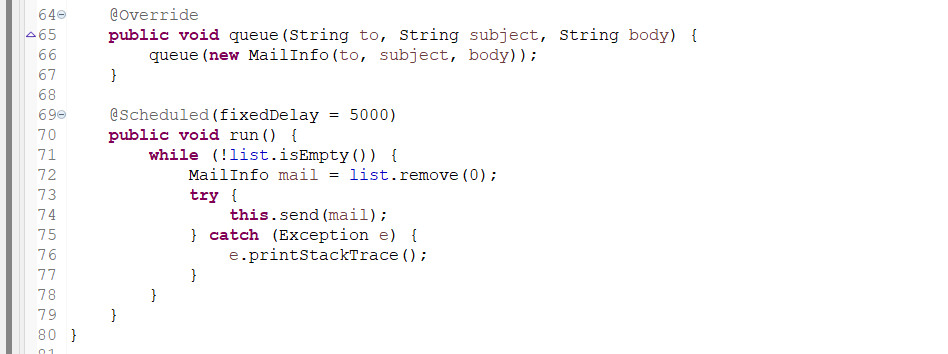 64 @Override
65 public void queue(String to, String subject, String body) {
66 queue(new MailInfo(to, subject, body));
67 }
68
69 @Scheduled(fixedDelay = 5000)
70 public void run() {
71 while (!list.isEmpty()) {
72 MailInfo mail = list.remove(0);
73 try {
74 this.send(mail);
75 } catch (Exception e) {
76 e.printStackTrace();
77 }
78 }
79 }
80 }